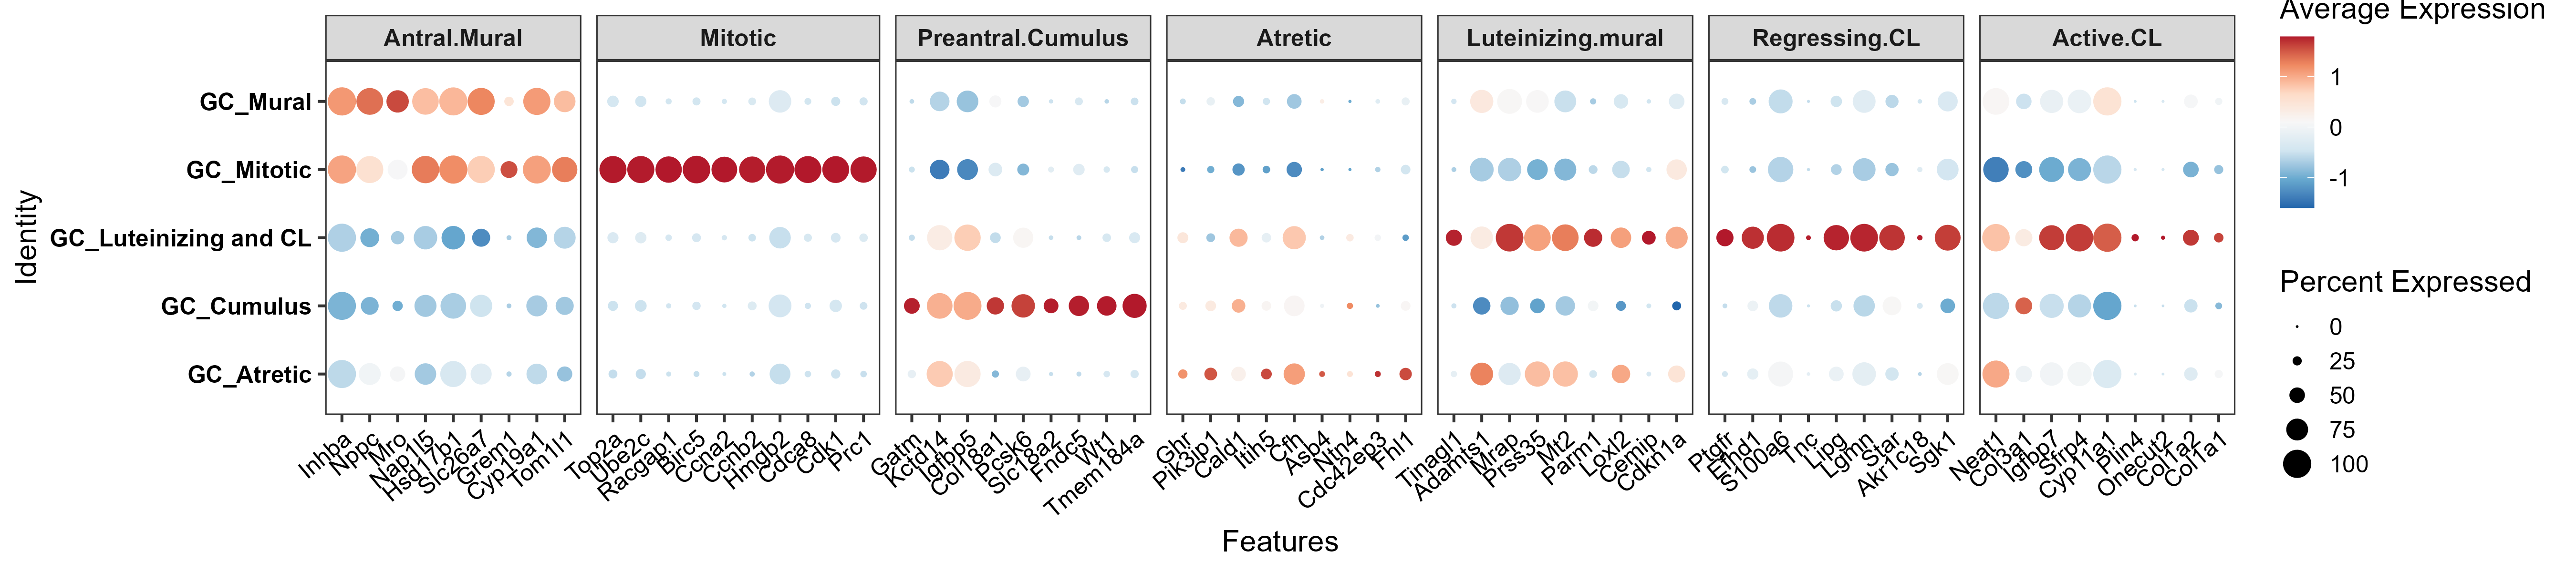 Antral.Mural
Mitotic
Preantral.Cumulus
Atretic
Luteinizing.mural
Regressing.CL
Active.CL
Identity
GC_Mural
GC_Mitotic
GC_Luteinizing and CL
GC_Cumulus
GC_Atretic
Inhba
Nppc
Mro
Nap1l5
Hsd17b1
Slc26a7
Grem1
Cyp19a1
Tom1l1
Top2a
Ube2c
Racgap1
Birc5
Ccna2
Ccnb2
Hmgb2
Cdca8
Cdk1
Prc1
Gatm
Kctd14
Igfbp5
Col18a1
Pcsk6
Slc18a2
Fndc5
Wt1
Tmem184a
Ghr
Pik3ip1
Cald1
Itih5
Cfh
Asb4
Ntn4
Cdc42ep3
Fhl1
Tinagl1
Adamts1
Mrap
Prss35
Mt2
Parm1
Loxl2
Cemip
Cdkn1a
Ptgfr
Efhd1
S100a6
Tnc
Lipg
Lgmn
Star
Akr1c18
Sgk1
Neat1
Col3a1
Igfbp7
Sfrp4
Cyp11a1
Plin4
Onecut2
Col1a2
Col1a1
Features
Average Expression
1
0
-1
Percent Expressed
0
25
50
75
100